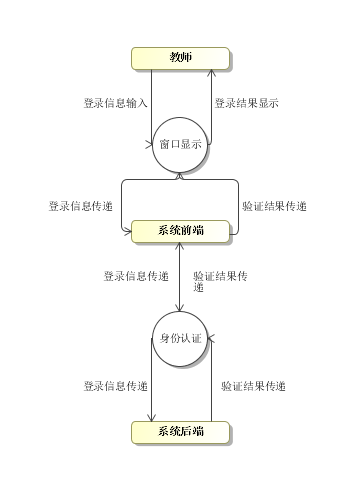 教师
登录信息输入
登录结果显示
窗口显示
登录信息传递
验证结果传递
系统前端
登录信息传递
验证结果传
递
身份认证
登录信息传递
验证结果传递
系统后端